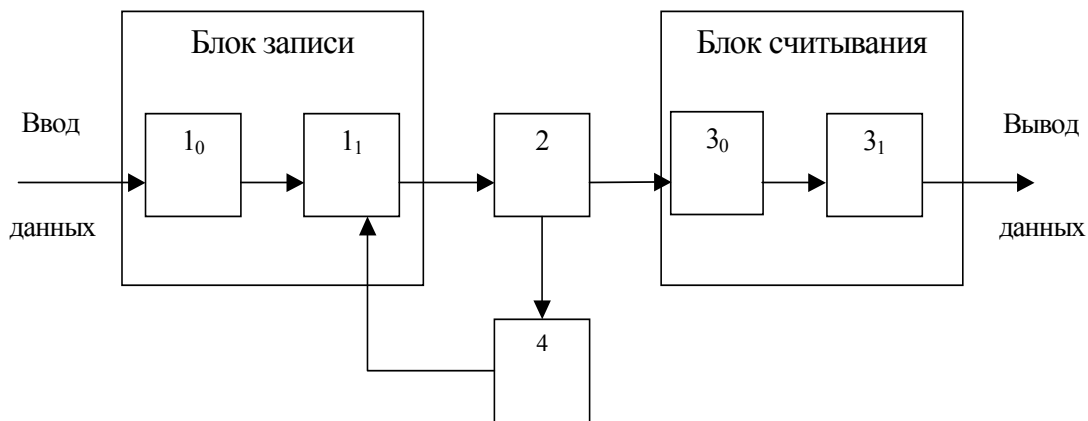 Блок записи
Блок считывания
Ввод
1₀
1₁
2
3₀
3₁
Вывод
данных
данных
4